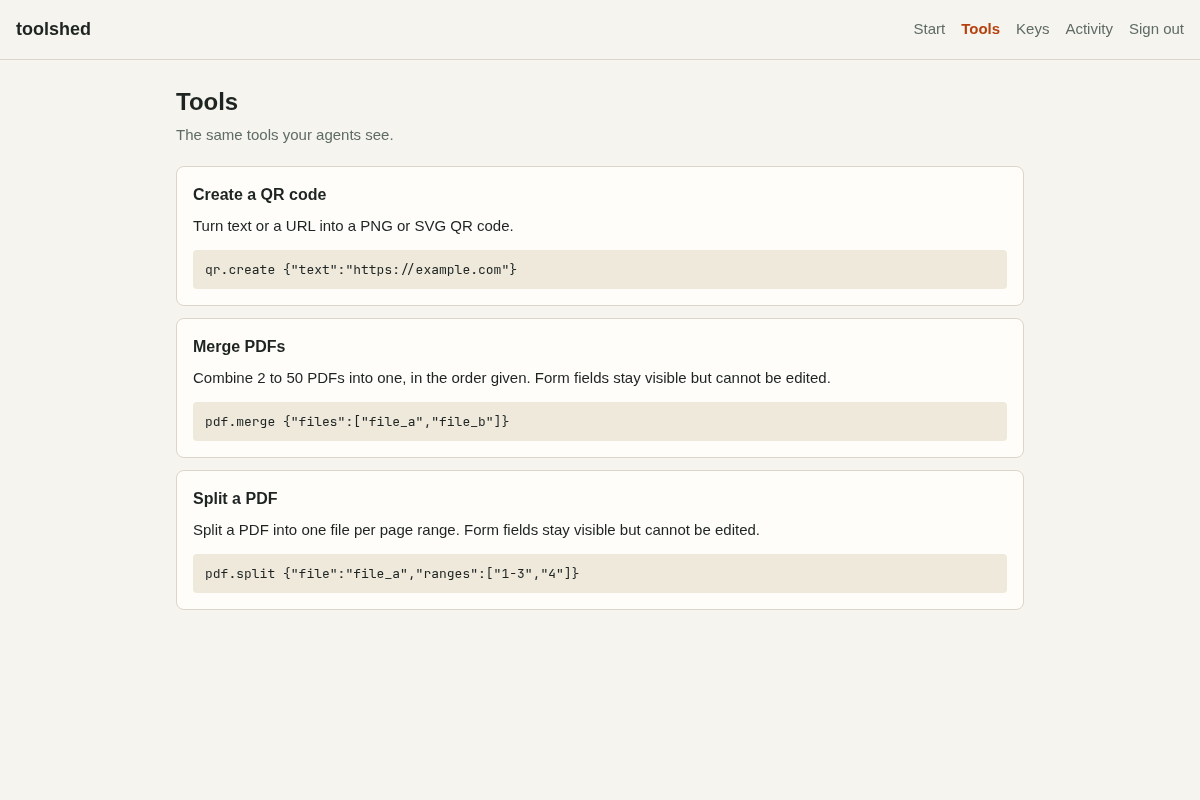 toolshed
Start Tools Keys Activity Sign out
Tools
The same tools your agents see.
Create a QR code
Turn text or a URL into a PNG or SVG QR code.
qr.create {"text":"https://example.com"}
Merge PDFs
Combine 2 to 50 PDFs into one, in the order given. Form fields stay visible but cannot be edited.
pdf.merge {"files":["file_a","file_b"]}
Split a PDF
Split a PDF into one file per page range. Form fields stay visible but cannot be edited.
pdf.split {"file":"file_a","ranges":["1-3","4"]}